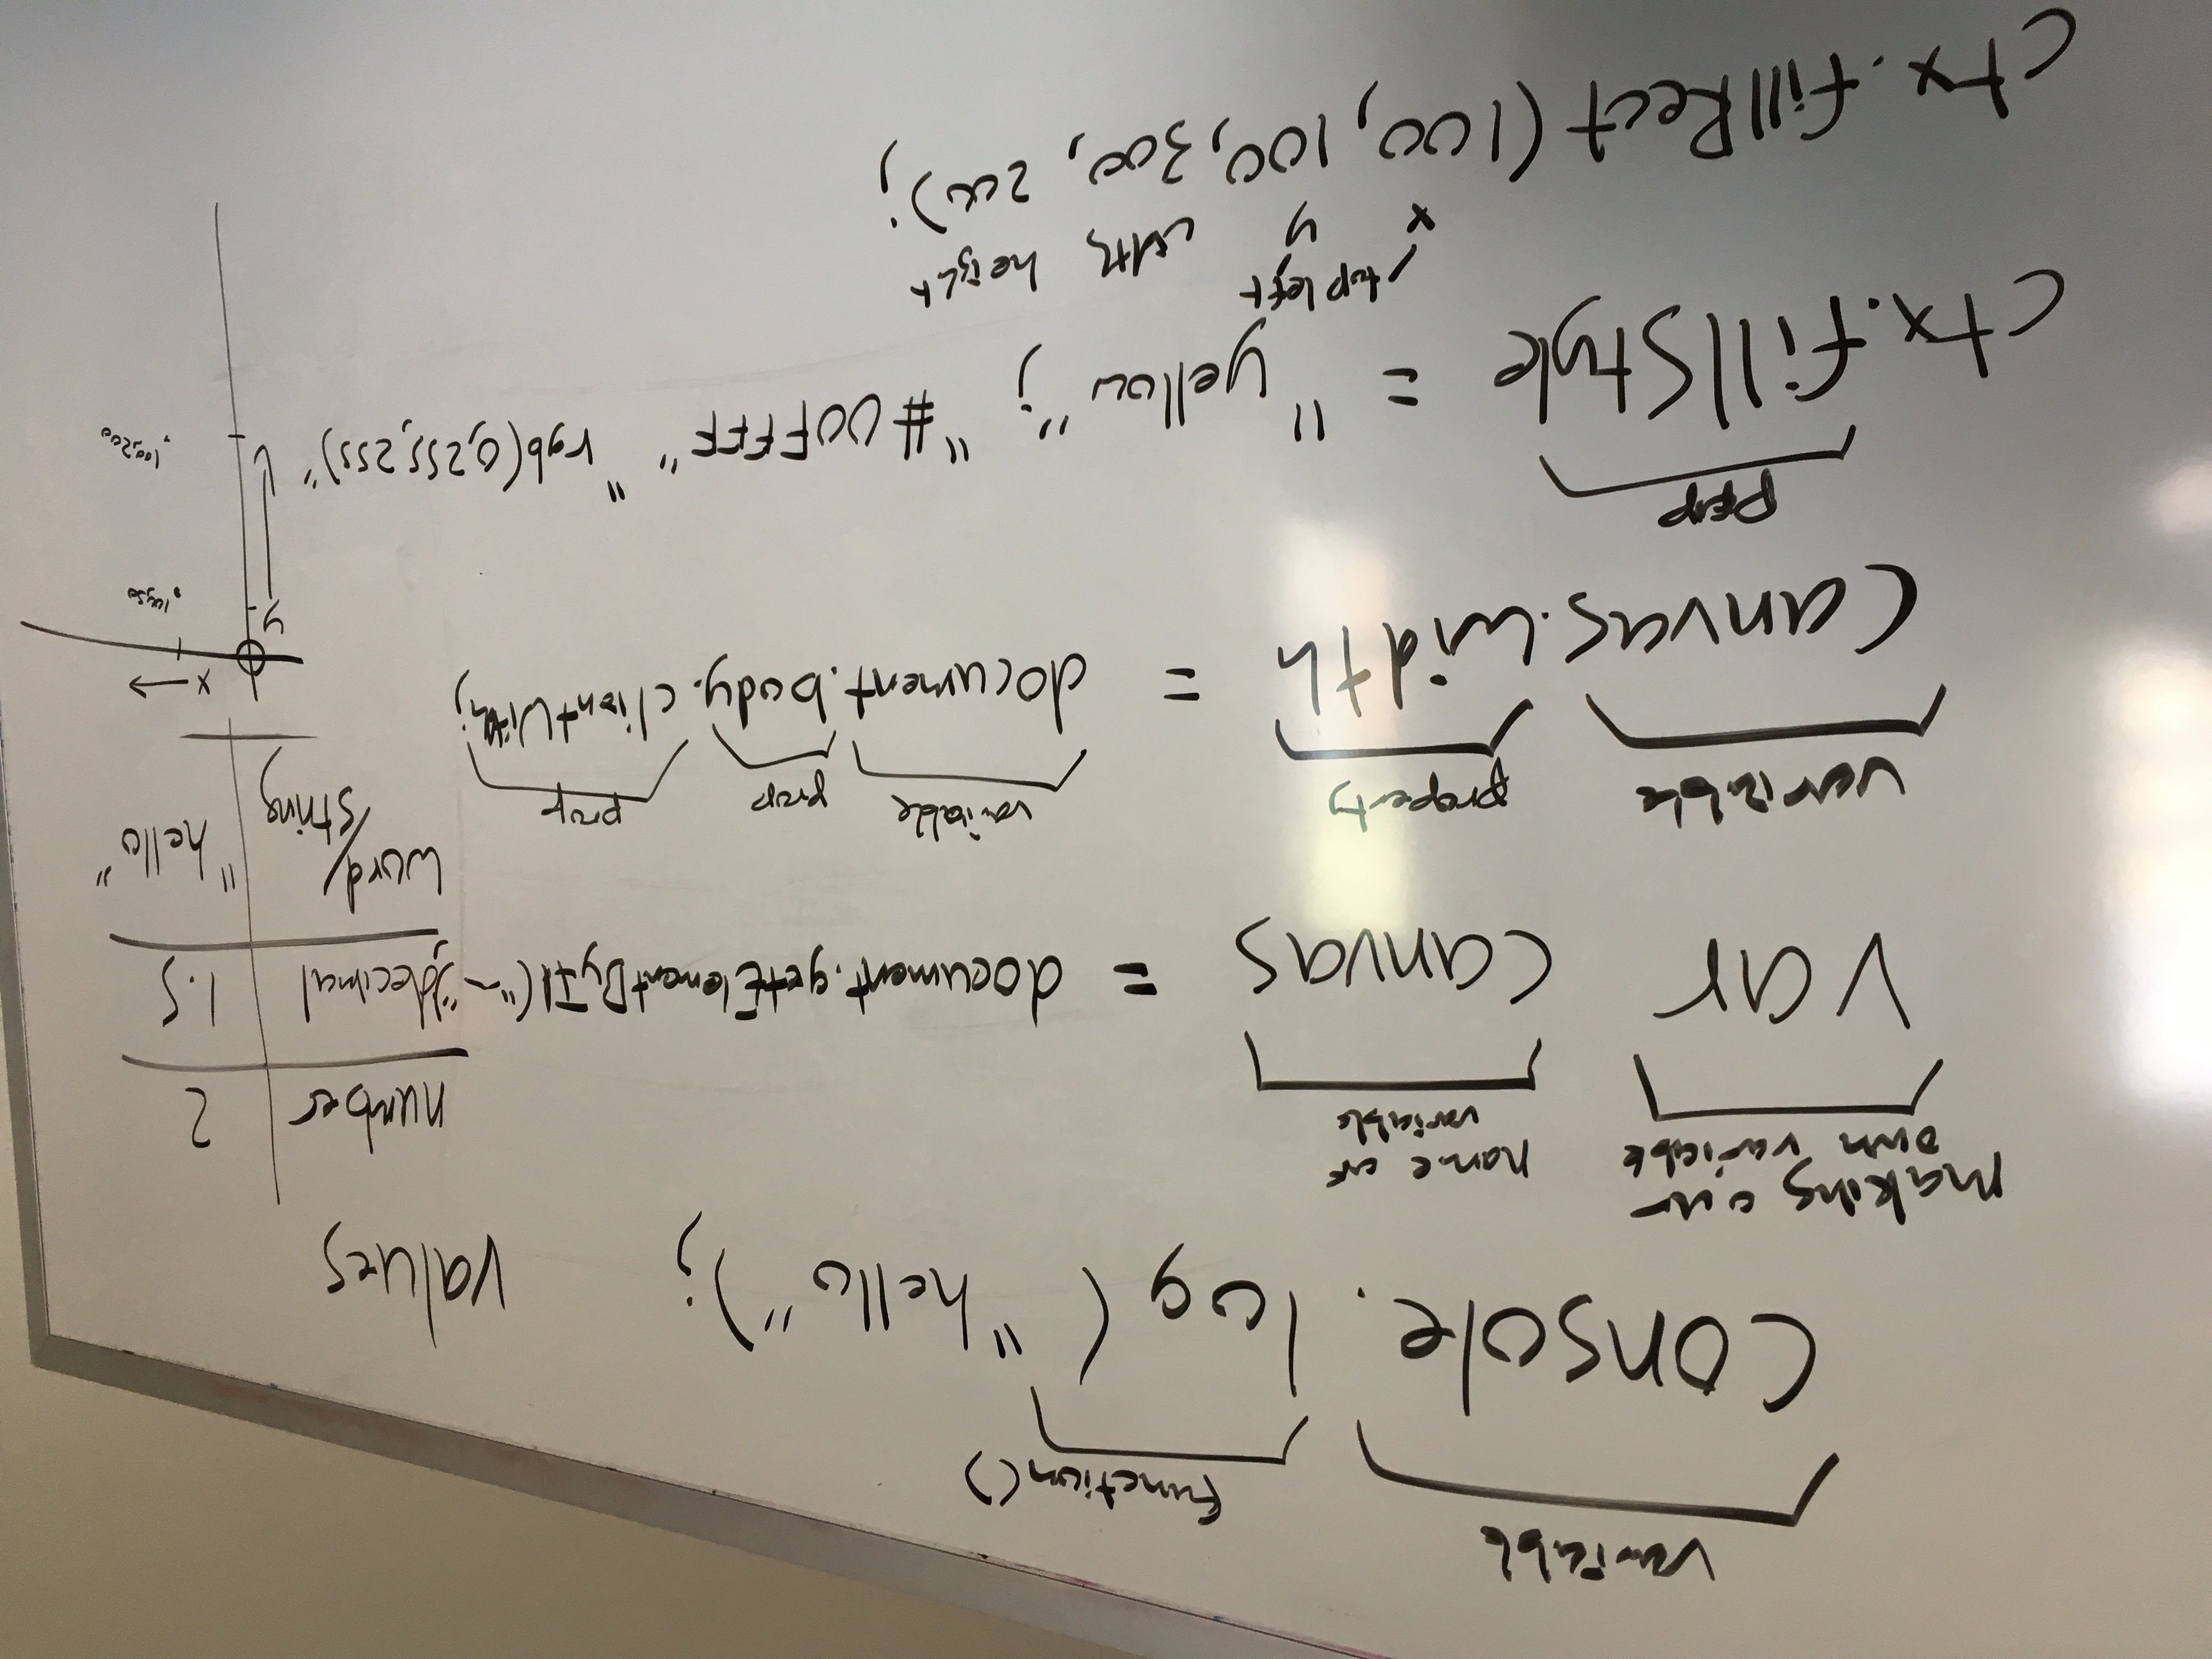 variable
function()
console.log("hello");
values
making our
own variable
name of
variable
var canvas = document.getElementById("~");
number 2
decimal 1.5
word/
string "hello"
variable property
variable prop prop
canvas.width = document.body.clientWith;
x
y
.100,50
.100,200
prop
ctx.fillStyle = "yellow"; "#00FFFF" "rgb(0,255,255)"
top left
x y width height
ctx.fillRect(100,100,300,200);